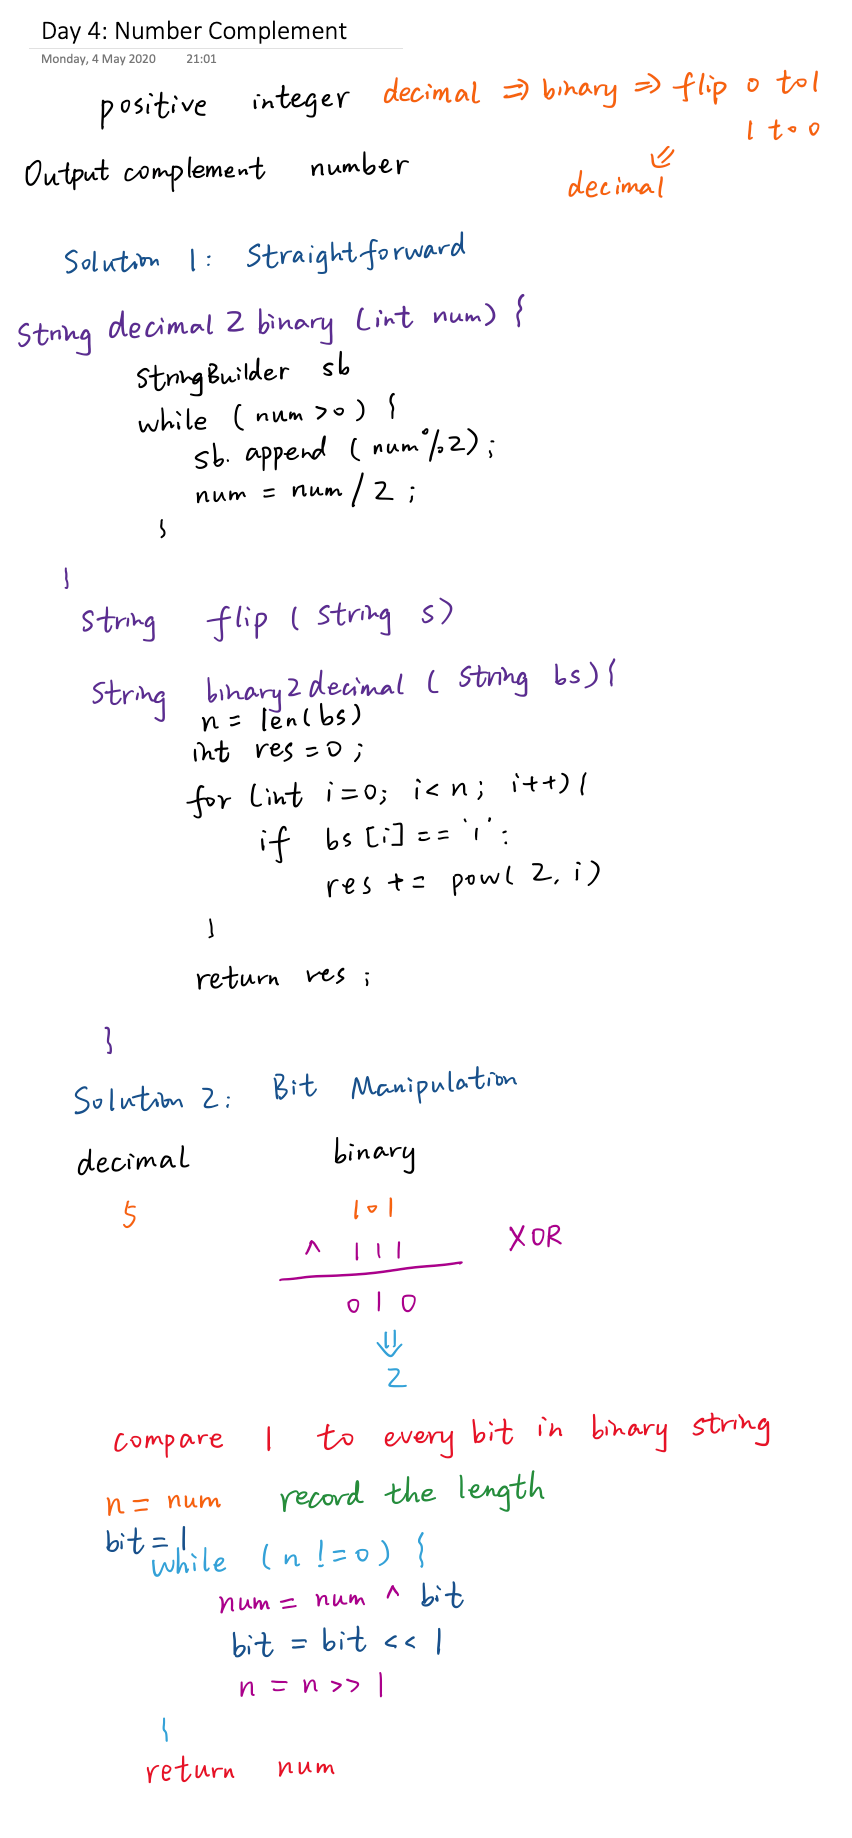 Day 4: Number Complement
Monday, 4 May 2020 21:01
positive integer decimal => binary => flip 0 to 1
1 to 0
Output complement number
decimal
Solution 1: Straightforward
String decimal 2 binary (int num) {
StringBuilder sb
while (num>0) {
sb. append (num%2);
num = num / 2 ;
}
}
String flip ( String s)
String binary2decimal ( String bs) {
n = len(bs)
int res = 0 ;
for (int i=0; i<n; i++) {
if bs [i] == '1' :
res += pow( 2, i)
}
return res ;
}
Solution 2: Bit Manipulation
decimal binary
5 101
^ 111 XOR
010
⇓
2
compare 1 to every bit in binary string
n = num record the length
bit = 1
while (n != 0) {
num = num ^ bit
bit = bit << 1
n = n >> 1
}
return num